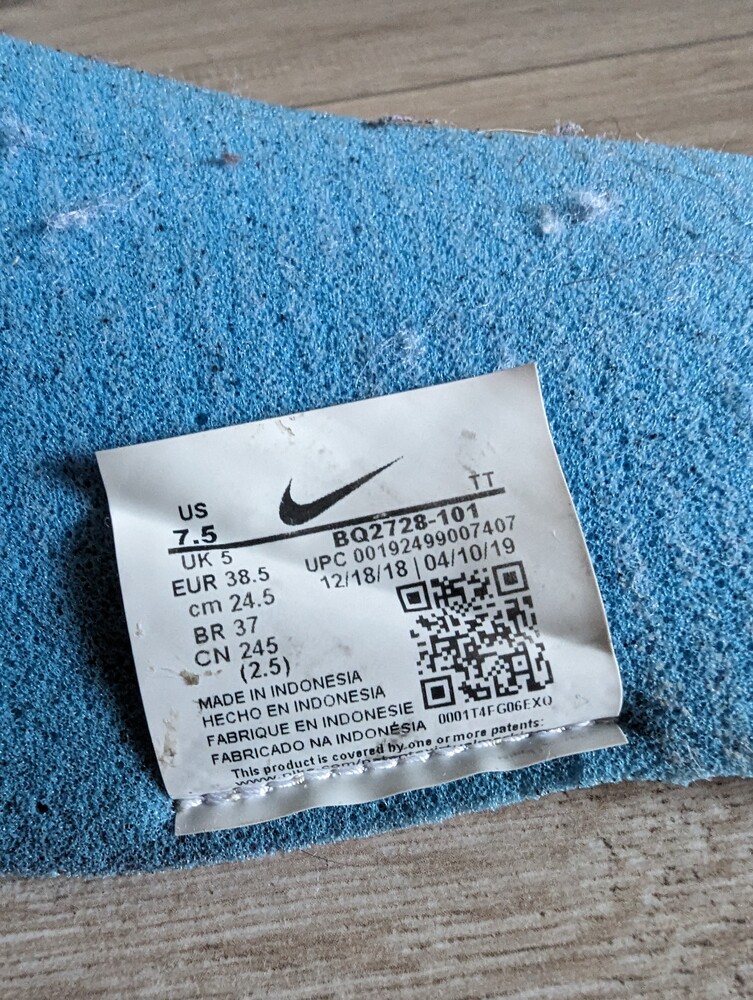 US
7.5
TT
BQ2728-101
UPC 00192499007407
12/18/18 | 04/10/19
UK 5
EUR 38.5
cm 24.5
BR 37
CN 245
(2.5)
MADE IN INDONESIA
HECHO EN INDONESIA
FABRIQUE EN INDONESIE
FABRICADO NA INDONÉSIA
0001T4FG06EXO
This product is covered by one or more patents: